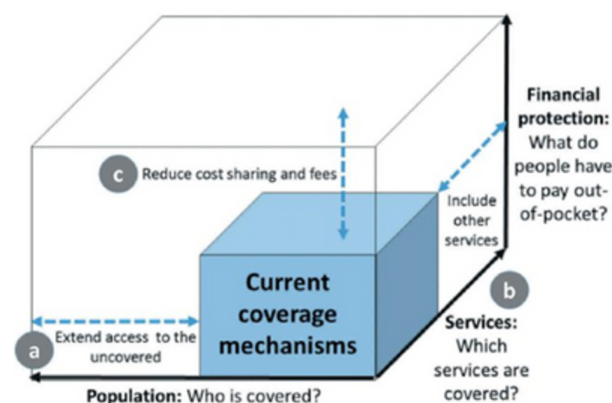 Financial
protection:
What do
people have
to pay out-
of-pocket?
c
Reduce cost sharing and fees
Include
other
services
Current
coverage
mechanisms
b
a
Extend access to the
uncovered
Services:
Which
services are
covered?
Population: Who is covered?